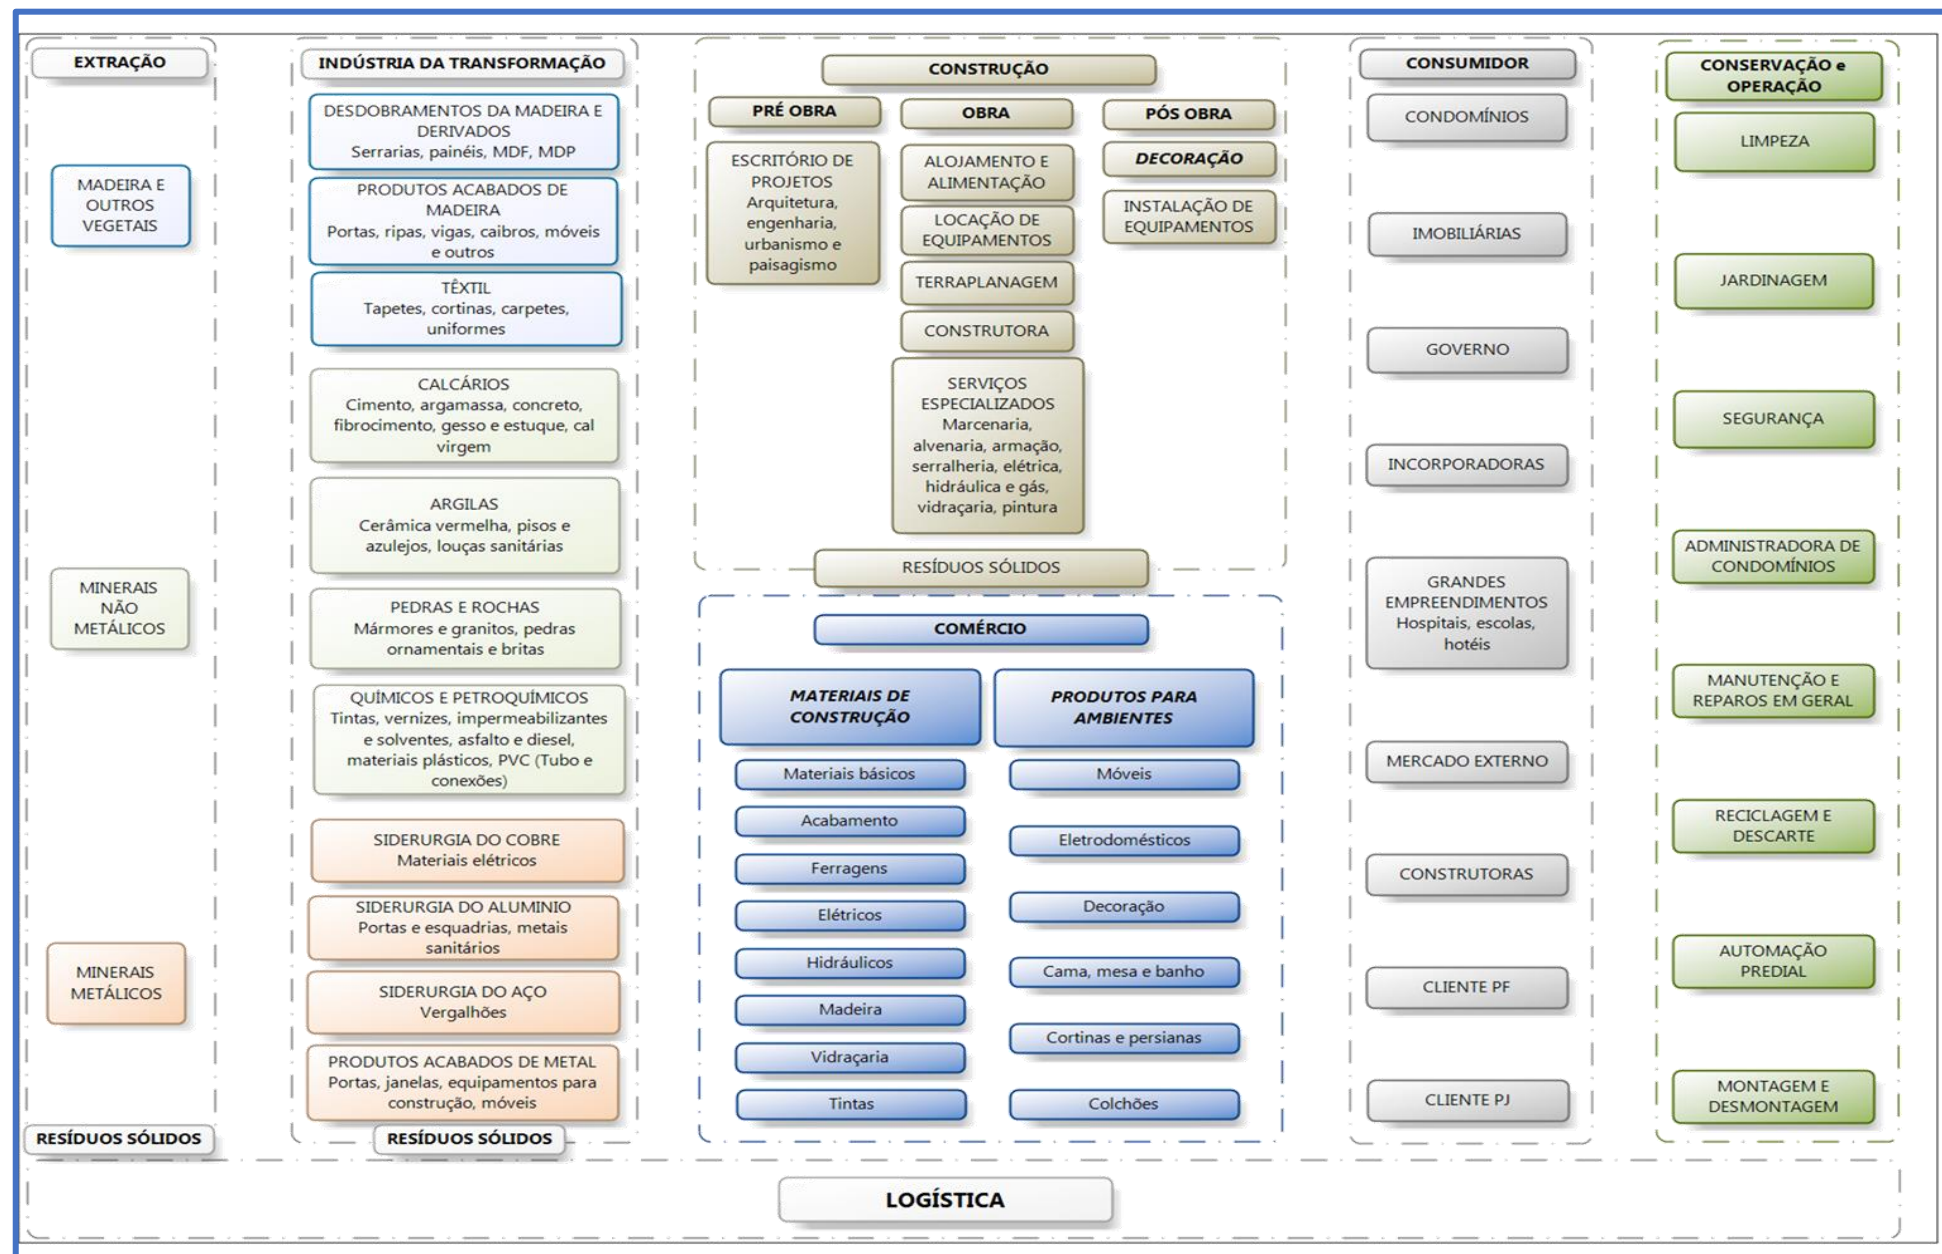 EXTRAÇÃO
MADEIRA E
OUTROS
VEGETAIS
MINERAIS
NÃO
METÁLICOS
MINERAIS
METÁLICOS
RESÍDUOS SÓLIDOS
INDÚSTRIA DA TRANSFORMAÇÃO
DESDOBRAMENTOS DA MADEIRA E
DERIVADOS
Serrarias, painéis, MDF, MDP
PRODUTOS ACABADOS DE
MADEIRA
Portas, ripas, vigas, caibros, móveis
e outros
TÊXTIL
Tapetes, cortinas, carpetes,
uniformes
CALCÁRIOS
Cimento, argamassa, concreto,
fibrocimento, gesso e estuque, cal
virgem
ARGILAS
Cerâmica vermelha, pisos e
azulejos, louças sanitárias
PEDRAS E ROCHAS
Mármores e granitos, pedras
ornamentais e britas
QUÍMICOS E PETROQUÍMICOS
Tintas, vernizes, impermeabilizantes
e solventes, asfalto e diesel,
materiais plásticos, PVC (Tubo e
conexões)
SIDERURGIA DO COBRE
Materiais elétricos
SIDERURGIA DO ALUMINIO
Portas e esquadrias, metais
sanitários
SIDERURGIA DO AÇO
Vergalhões
PRODUTOS ACABADOS DE METAL
Portas, janelas, equipamentos para
construção, móveis
RESÍDUOS SÓLIDOS
CONSTRUÇÃO
PRÉ OBRA
ESCRITÓRIO DE
PROJETOS
Arquitetura,
engenharia,
urbanismo e
paisagismo
OBRA
ALOJAMENTO E
ALIMENTAÇÃO
LOCAÇÃO DE
EQUIPAMENTOS
TERRAPLANAGEM
CONSTRUTORA
SERVIÇOS
ESPECIALIZADOS
Marcenaria,
alvenaria, armação,
serralheria, elétrica,
hidráulica e gás,
vidraçaria, pintura
PÓS OBRA
DECORAÇÃO
INSTALAÇÃO DE
EQUIPAMENTOS
RESÍDUOS SÓLIDOS
COMÉRCIO
MATERIAIS DE
CONSTRUÇÃO
Materiais básicos
Acabamento
Ferragens
Elétricos
Hidráulicos
Madeira
Vidraçaria
Tintas
PRODUTOS PARA
AMBIENTES
Móveis
Eletrodomésticos
Decoração
Cama, mesa e banho
Cortinas e persianas
Colchões
CONSUMIDOR
CONDOMÍNIOS
IMOBILIÁRIAS
GOVERNO
INCORPORADORAS
GRANDES
EMPREENDIMENTOS
Hospitais, escolas,
hotéis
MERCADO EXTERNO
CONSTRUTORAS
CLIENTE PF
CLIENTE PJ
CONSERVAÇÃO e
OPERAÇÃO
LIMPEZA
JARDINAGEM
SEGURANÇA
ADMINISTRADORA DE
CONDOMÍNIOS
MANUTENÇÃO E
REPAROS EM GERAL
RECICLAGEM E
DESCARTE
AUTOMAÇÃO
PREDIAL
MONTAGEM E
DESMONTAGEM
LOGÍSTICA